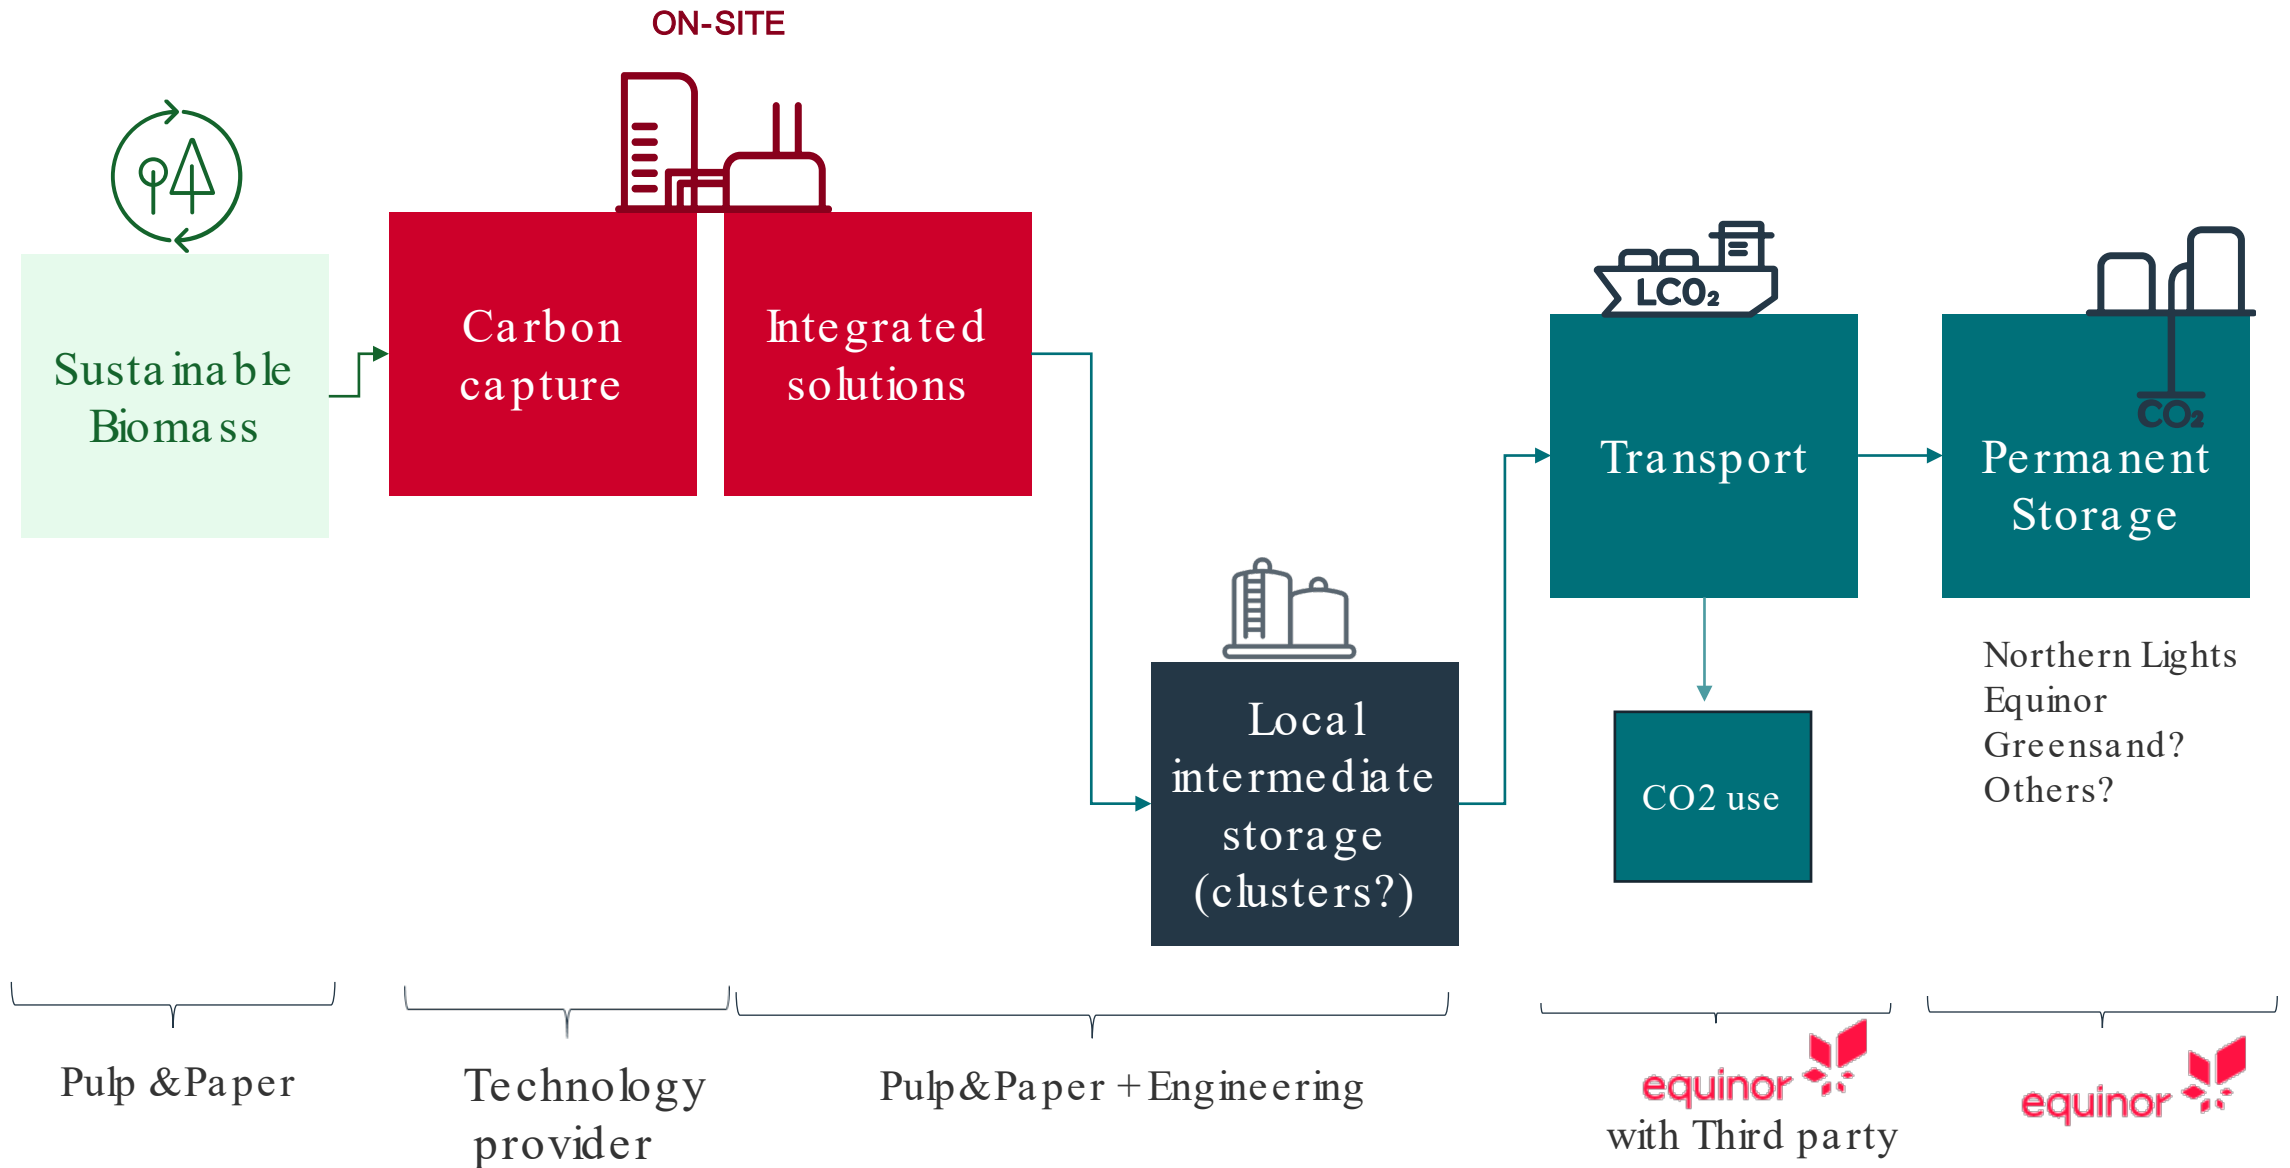 ON-SITE
Sustainable
Biomass
Carbon
capture
Integrated
solutions
Local
intermediate
storage
(clusters?)
LCO₂
Transport
CO2 use
CO₂
Permanent
Storage
Northern Lights
Equinor
Greensand?
Others?
Pulp &Paper
Technology
provider
Pulp&Paper + Engineering
equinor
with Third party
equinor